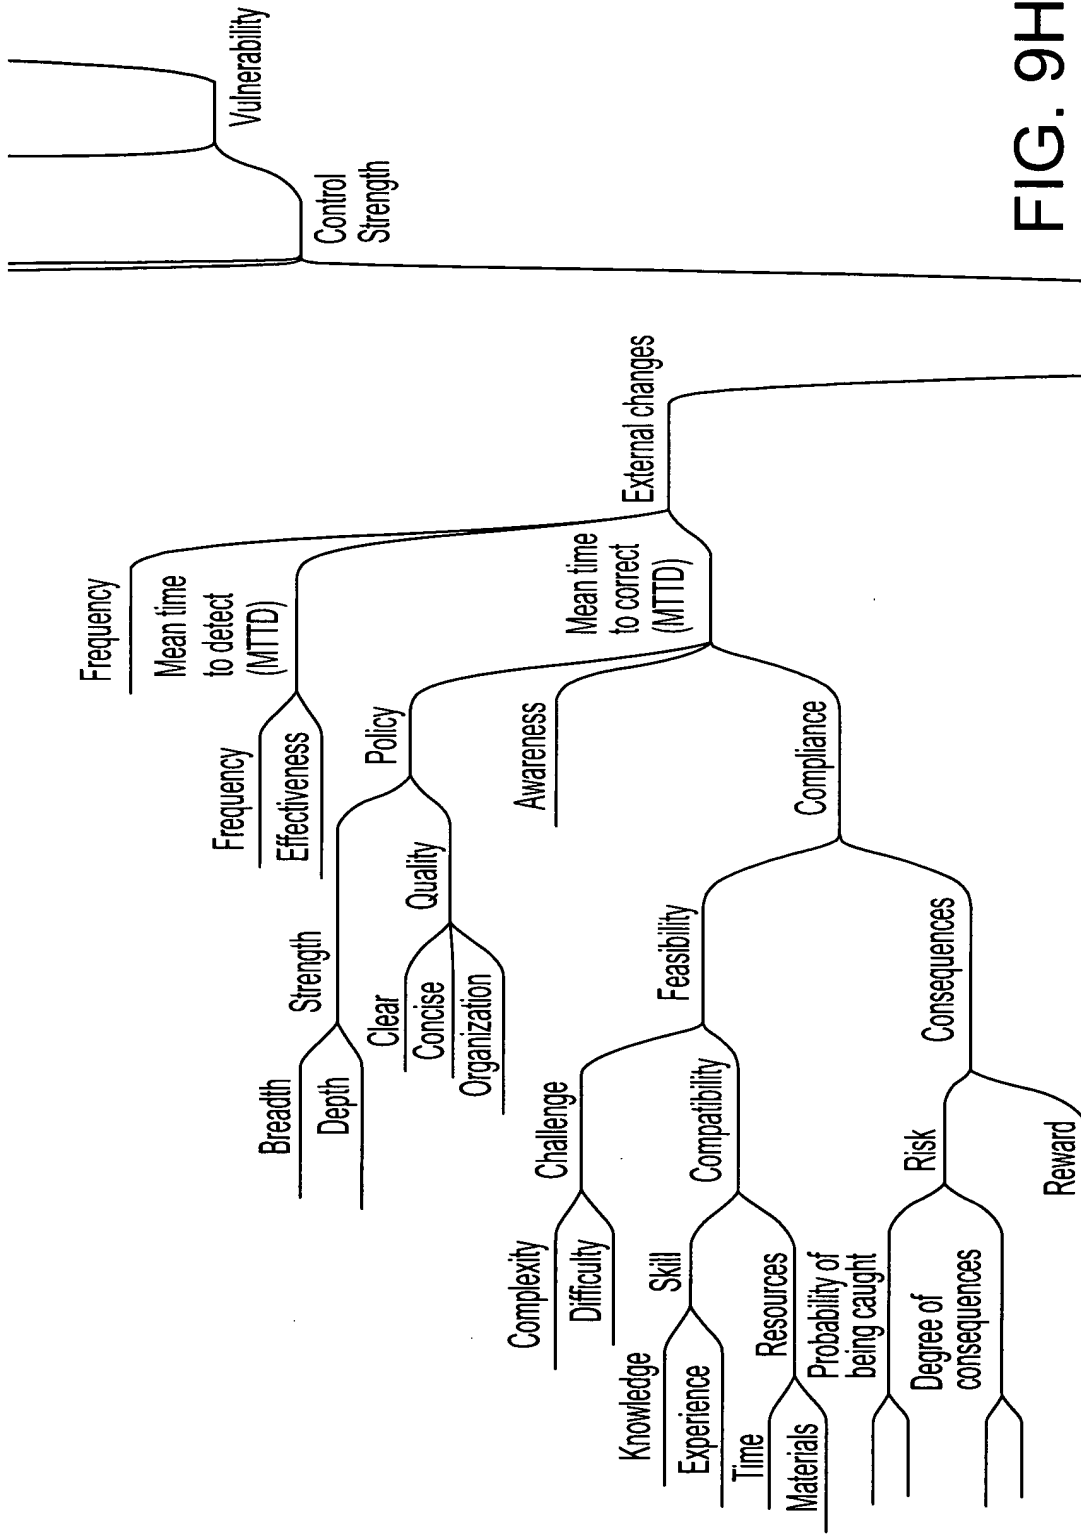 Vulnerability
Control
Strength
External changes
Frequency
Mean time
to detect
(MTTD)
Frequency
Effectiveness
Mean time
to correct
(MTTD)
Policy
Strength
Breadth
Depth
Quality
Clear
Concise
Organization
Awareness
Compliance
Feasibility
Challenge
Complexity
Difficulty
Compatibility
Skill
Knowledge
Experience
Resources
Time
Materials
Consequences
Risk
Probability of
being caught
Degree of
consequences
Reward
FIG. 9H